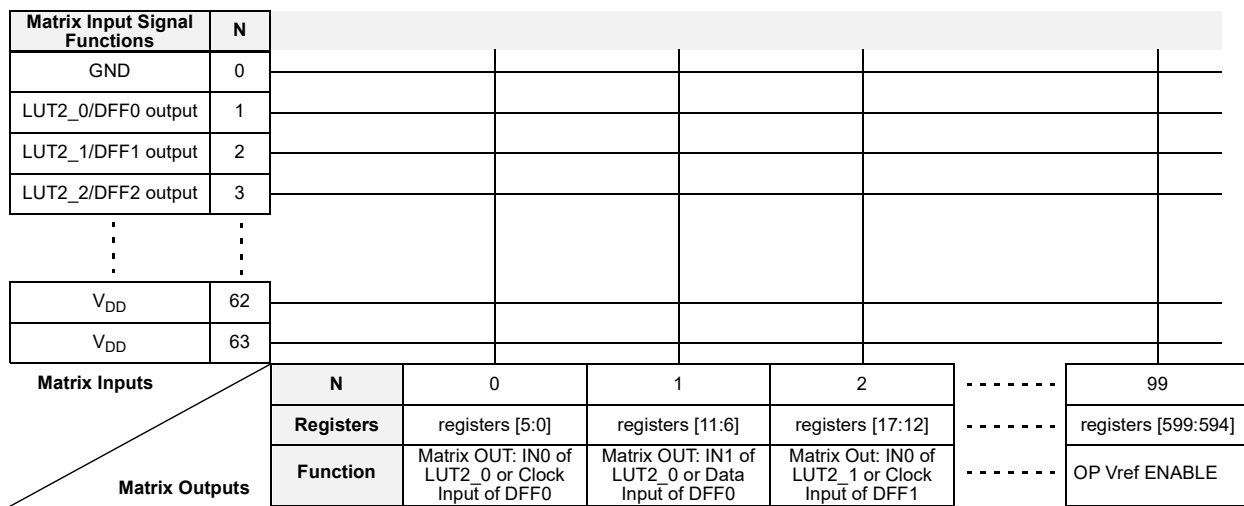 Matrix Input Signal Functions N
GND 0
LUT2_0/DFF0 output 1
LUT2_1/DFF1 output 2
LUT2_2/DFF2 output 3
VDD 62
VDD 63
Matrix Inputs
N 0 1 2 99
Registers registers [5:0] registers [11:6] registers [17:12] registers [599:594]
Function
Matrix OUT: IN0 of
LUT2_0 or Clock
Input of DFF0
Matrix OUT: IN1 of
LUT2_0 or Data
Input of DFF0
Matrix Out: IN0 of
LUT2_1 or Clock
Input of DFF1
OP Vref ENABLE
Matrix Outputs